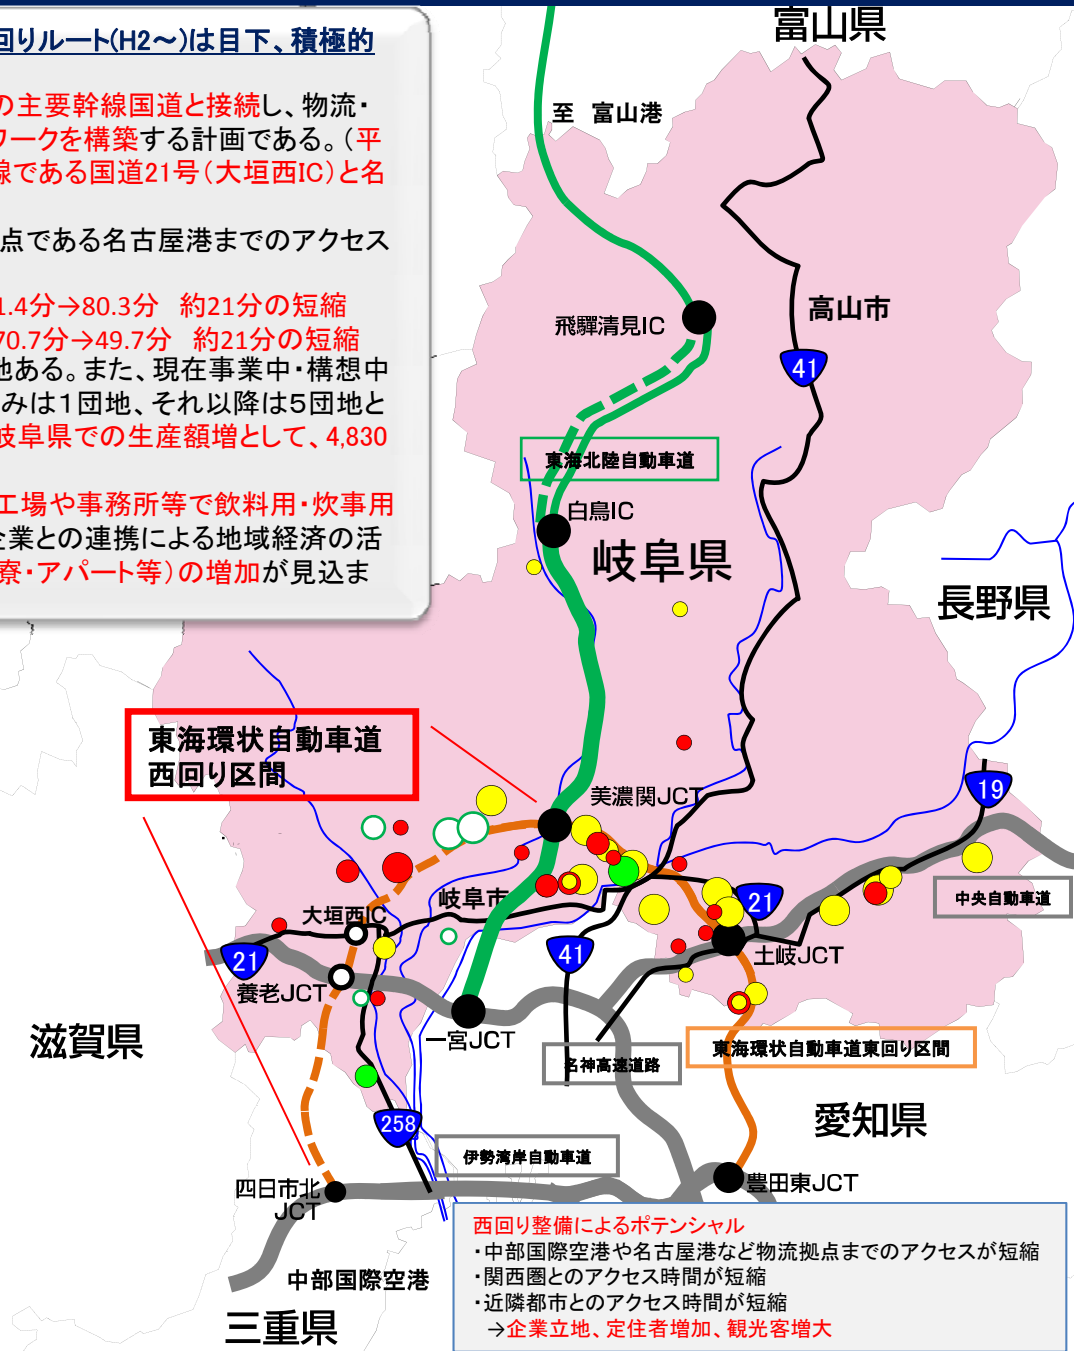 回りルート(H2～)は目下、積極的
の主要幹線国道と接続し、物流・
ワークを構築する計画である。（平
線である国道21号（大垣西IC）と名
点である名古屋港までのアクセス
1.4分→80.3分　約21分の短縮
70.7分→49.7分　約21分の短縮
地ある。また、現在事業中・構想中
みは１団地、それ以降は５団地と
岐阜県での生産額増として、4,830
工場や事務所等で飲料用・炊事用
企業との連携による地域経済の活
寮・アパート等）の増加が見込ま
富山県
至　富山港
飛驒清見IC
高山市
41
東海北陸自動車道
白鳥IC
岐阜県
長野県
東海環状自動車道
西回り区間
美濃関JCT
19
岐阜市
中央自動車道
大垣西IC
21
41
21
土岐JCT
養老JCT
滋賀県
一宮JCT
名神高速道路
東海環状自動車道東回り区間
258
愛知県
伊勢湾岸自動車道
四日市北
JCT
豊田東JCT
中部国際空港
三重県
西回り整備によるポテンシャル
・中部国際空港や名古屋港など物流拠点までのアクセスが短縮
・関西圏とのアクセス時間が短縮
・近隣都市とのアクセス時間が短縮
→企業立地、定住者増加、観光客増大